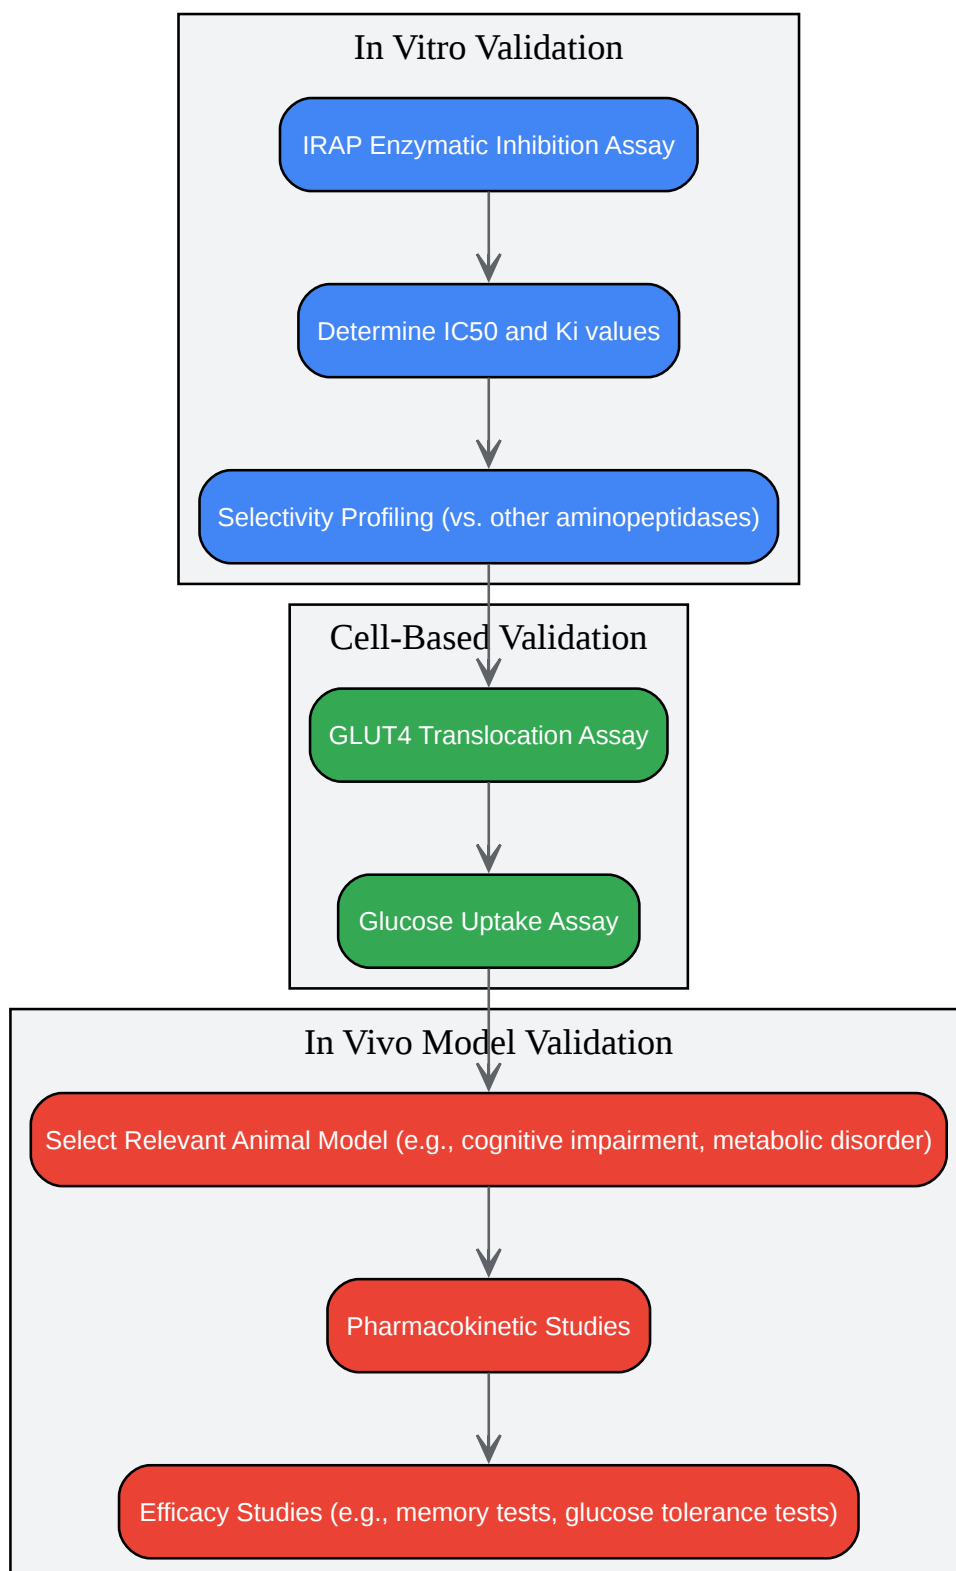 In Vitro Validation
IRAP Enzymatic Inhibition Assay
Determine IC50 and Ki values
Selectivity Profiling (vs. other aminopeptidases)
Cell-Based Validation
GLUT4 Translocation Assay
Glucose Uptake Assay
In Vivo Model Validation
Select Relevant Animal Model (e.g., cognitive impairment, metabolic disorder)
Pharmacokinetic Studies
Efficacy Studies (e.g., memory tests, glucose tolerance tests)